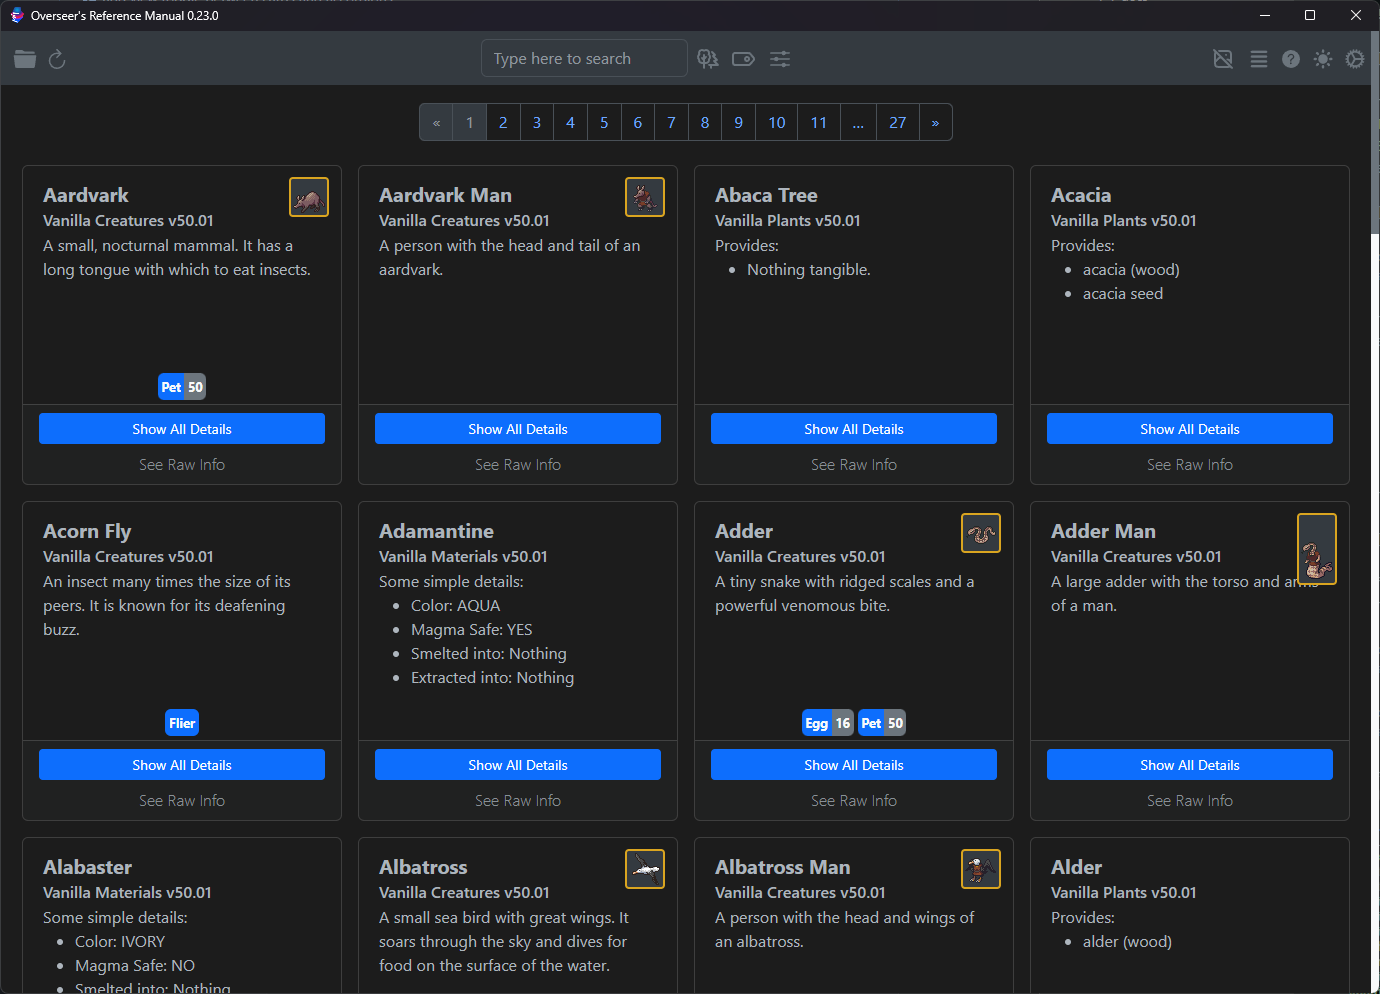 Overseer's Reference Manual 0.23.0
Type here to search
« 1 2 3 4 5 6 7 8 9 10 11 ... 27 »
Aardvark
Vanilla Creatures v50.01
A small, nocturnal mammal. It has a
long tongue with which to eat insects.
Pet 50
Show All Details
See Raw Info
Aardvark Man
Vanilla Creatures v50.01
A person with the head and tail of an
aardvark.
Show All Details
See Raw Info
Abaca Tree
Vanilla Plants v50.01
Provides:
• Nothing tangible.
Show All Details
See Raw Info
Acacia
Vanilla Plants v50.01
Provides:
• acacia (wood)
• acacia seed
Show All Details
See Raw Info
Acorn Fly
Vanilla Creatures v50.01
An insect many times the size of its
peers. It is known for its deafening
buzz.
Flier
Show All Details
See Raw Info
Adamantine
Vanilla Materials v50.01
Some simple details:
• Color: AQUA
• Magma Safe: YES
• Smelted into: Nothing
• Extracted into: Nothing
Show All Details
See Raw Info
Adder
Vanilla Creatures v50.01
A tiny snake with ridged scales and a
powerful venomous bite.
Egg 16 Pet 50
Show All Details
See Raw Info
Adder Man
Vanilla Creatures v50.01
A large adder with the torso and arms
of a man.
Show All Details
See Raw Info
Alabaster
Vanilla Materials v50.01
Some simple details:
• Color: IVORY
• Magma Safe: NO
• Smelted into: Nothing
Albatross
Vanilla Creatures v50.01
A small sea bird with great wings. It
soars through the sky and dives for
food on the surface of the water.
Albatross Man
Vanilla Creatures v50.01
A person with the head and wings of
an albatross.
Alder
Vanilla Plants v50.01
Provides:
• alder (wood)